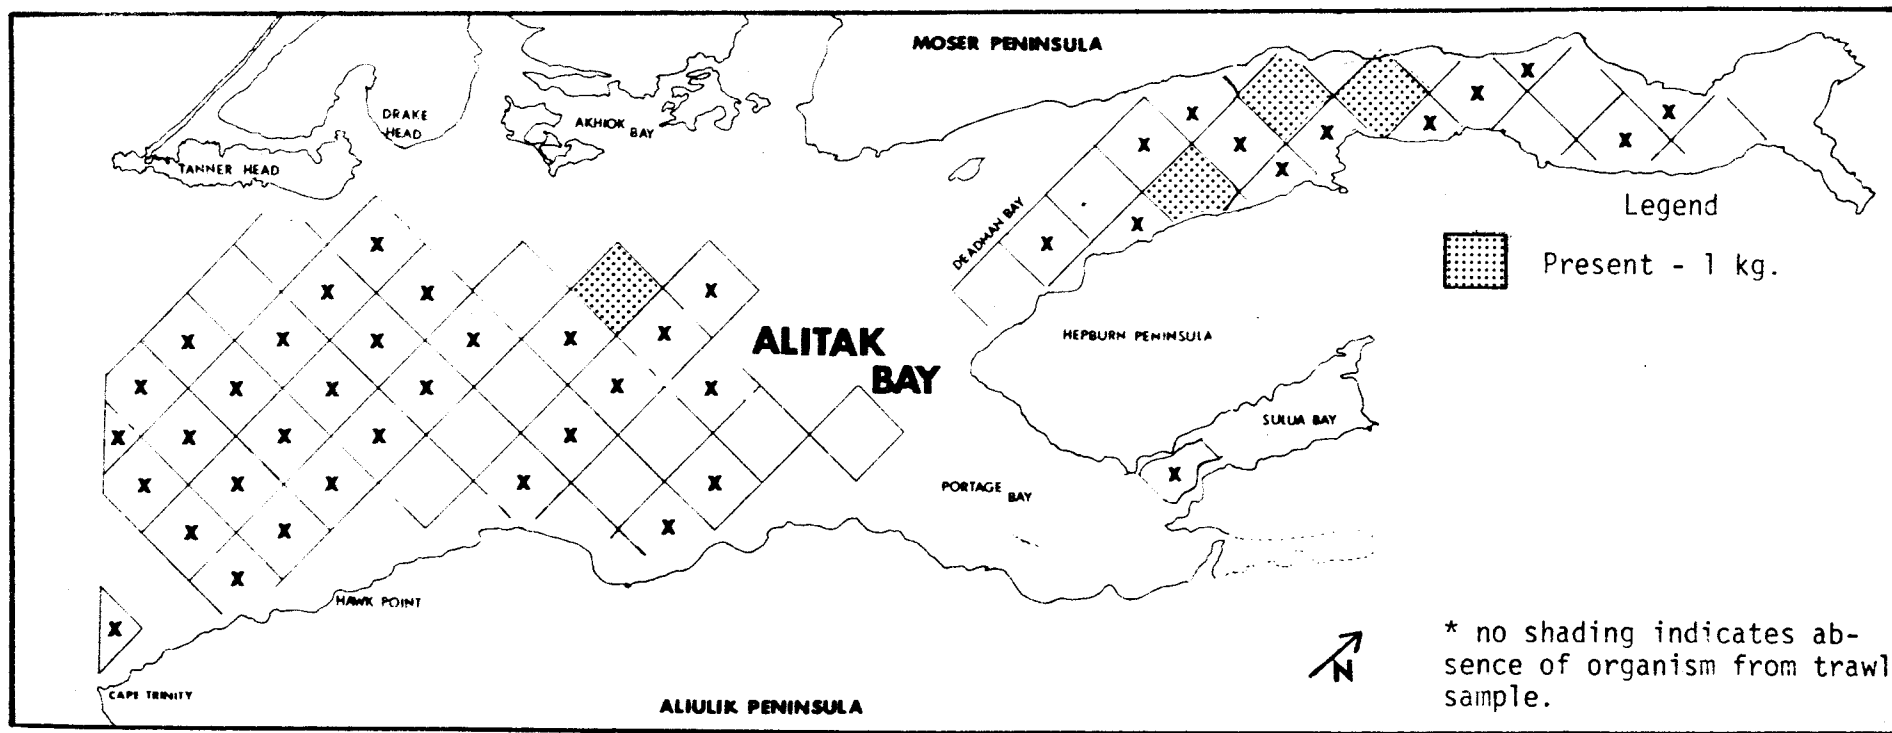 MOSER PENINSULA
DRAKE
HEAD
AKHIOK BAY
TANNER HEAD
DEADMAN BAY
Legend
Present - 1 kg.
ALITAK
BAY
HEPBURN PENINSULA
SULUA BAY
PORTAGE BAY
HAWK POINT
CAPE TRINITY
ALIULIK PENINSULA
N
* no shading indicates ab-
sence of organism from trawl
sample.
X X X X X X X X X X X X X
X X X X X X X X X X X X X X X X X X X X X X X X X X X X X X X X
X
X